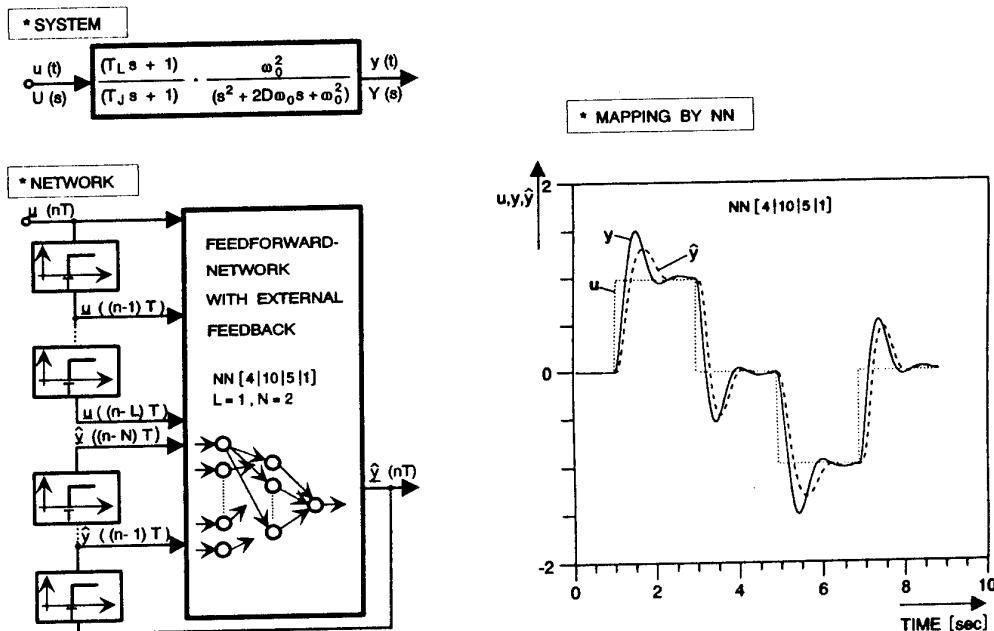 * SYSTEM
u (t)
U (s)
(T_L s + 1)
(T_J s + 1)
·
ω_0^2
(s^2 + 2Dω_0 s + ω_0^2)
y (t)
Y (s)
* NETWORK
u (nT)
u ((n-1) T)
u ((n- L) T)
ŷ ((n- N) T)
ŷ ((n- 1) T)
FEEDFORWARD-
NETWORK
WITH EXTERNAL
FEEDBACK
NN [4|10|5|1]
L = 1 , N = 2
ŷ (nT)
* MAPPING BY NN
u,y,ŷ
2
0
-2
NN [4|10|5|1]
y
ŷ
u
0 2 4 6 8 10
TIME [sec]